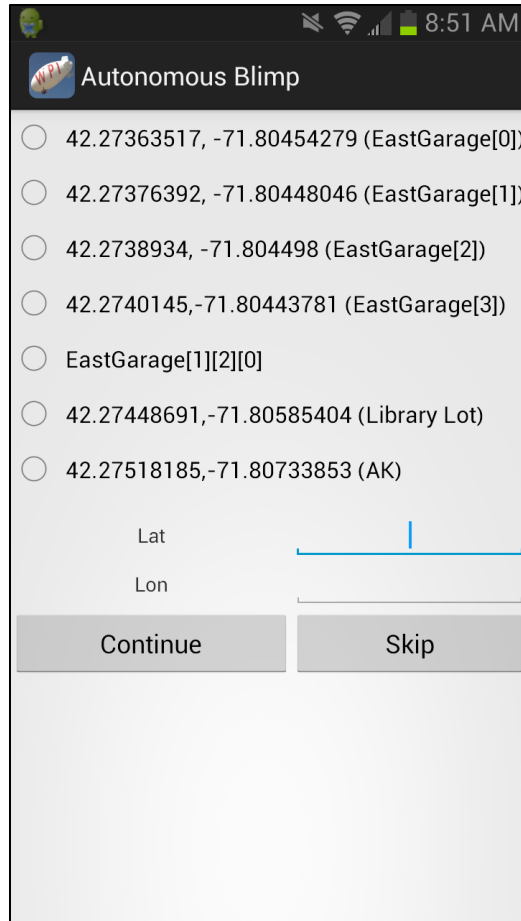 8:51 AM
WPI
Autonomous Blimp
42.27363517, -71.80454279 (EastGarage[0])
42.27376392, -71.80448046 (EastGarage[1])
42.2738934, -71.804498 (EastGarage[2])
42.2740145,-71.80443781 (EastGarage[3])
EastGarage[1][2][0]
42.27448691,-71.80585404 (Library Lot)
42.27518185,-71.80733853 (AK)
Lat
Lon
Continue Skip